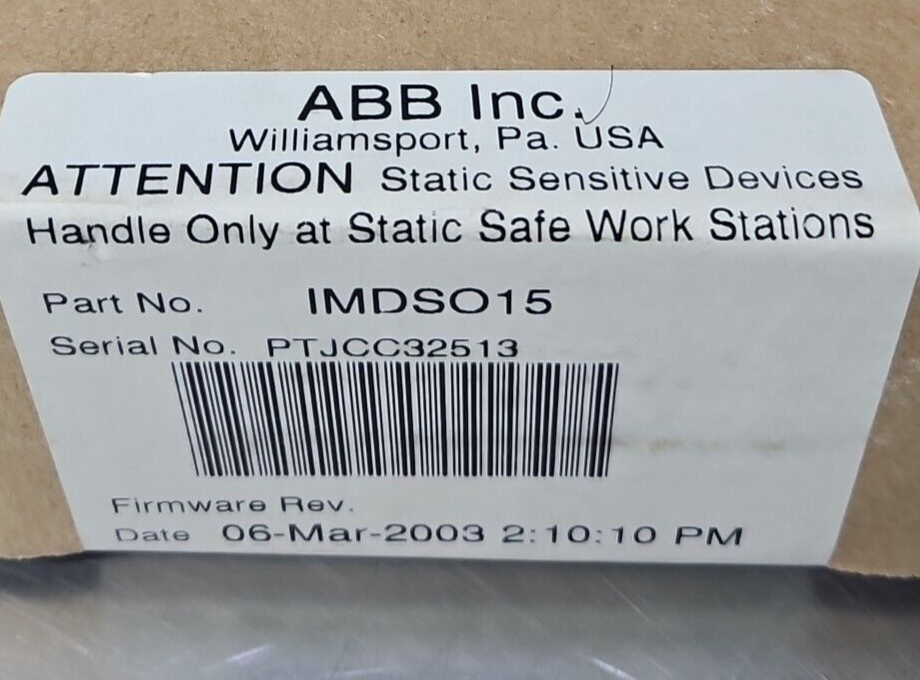 ABB Inc.
Williamsport, Pa. USA
ATTENTION Static Sensitive Devices
Handle Only at Static Safe Work Stations
Part No. IMDSO15
Serial No. PTJCC32513
Firmware Rev.
Date 06-Mar-2003 2:10:10 PM